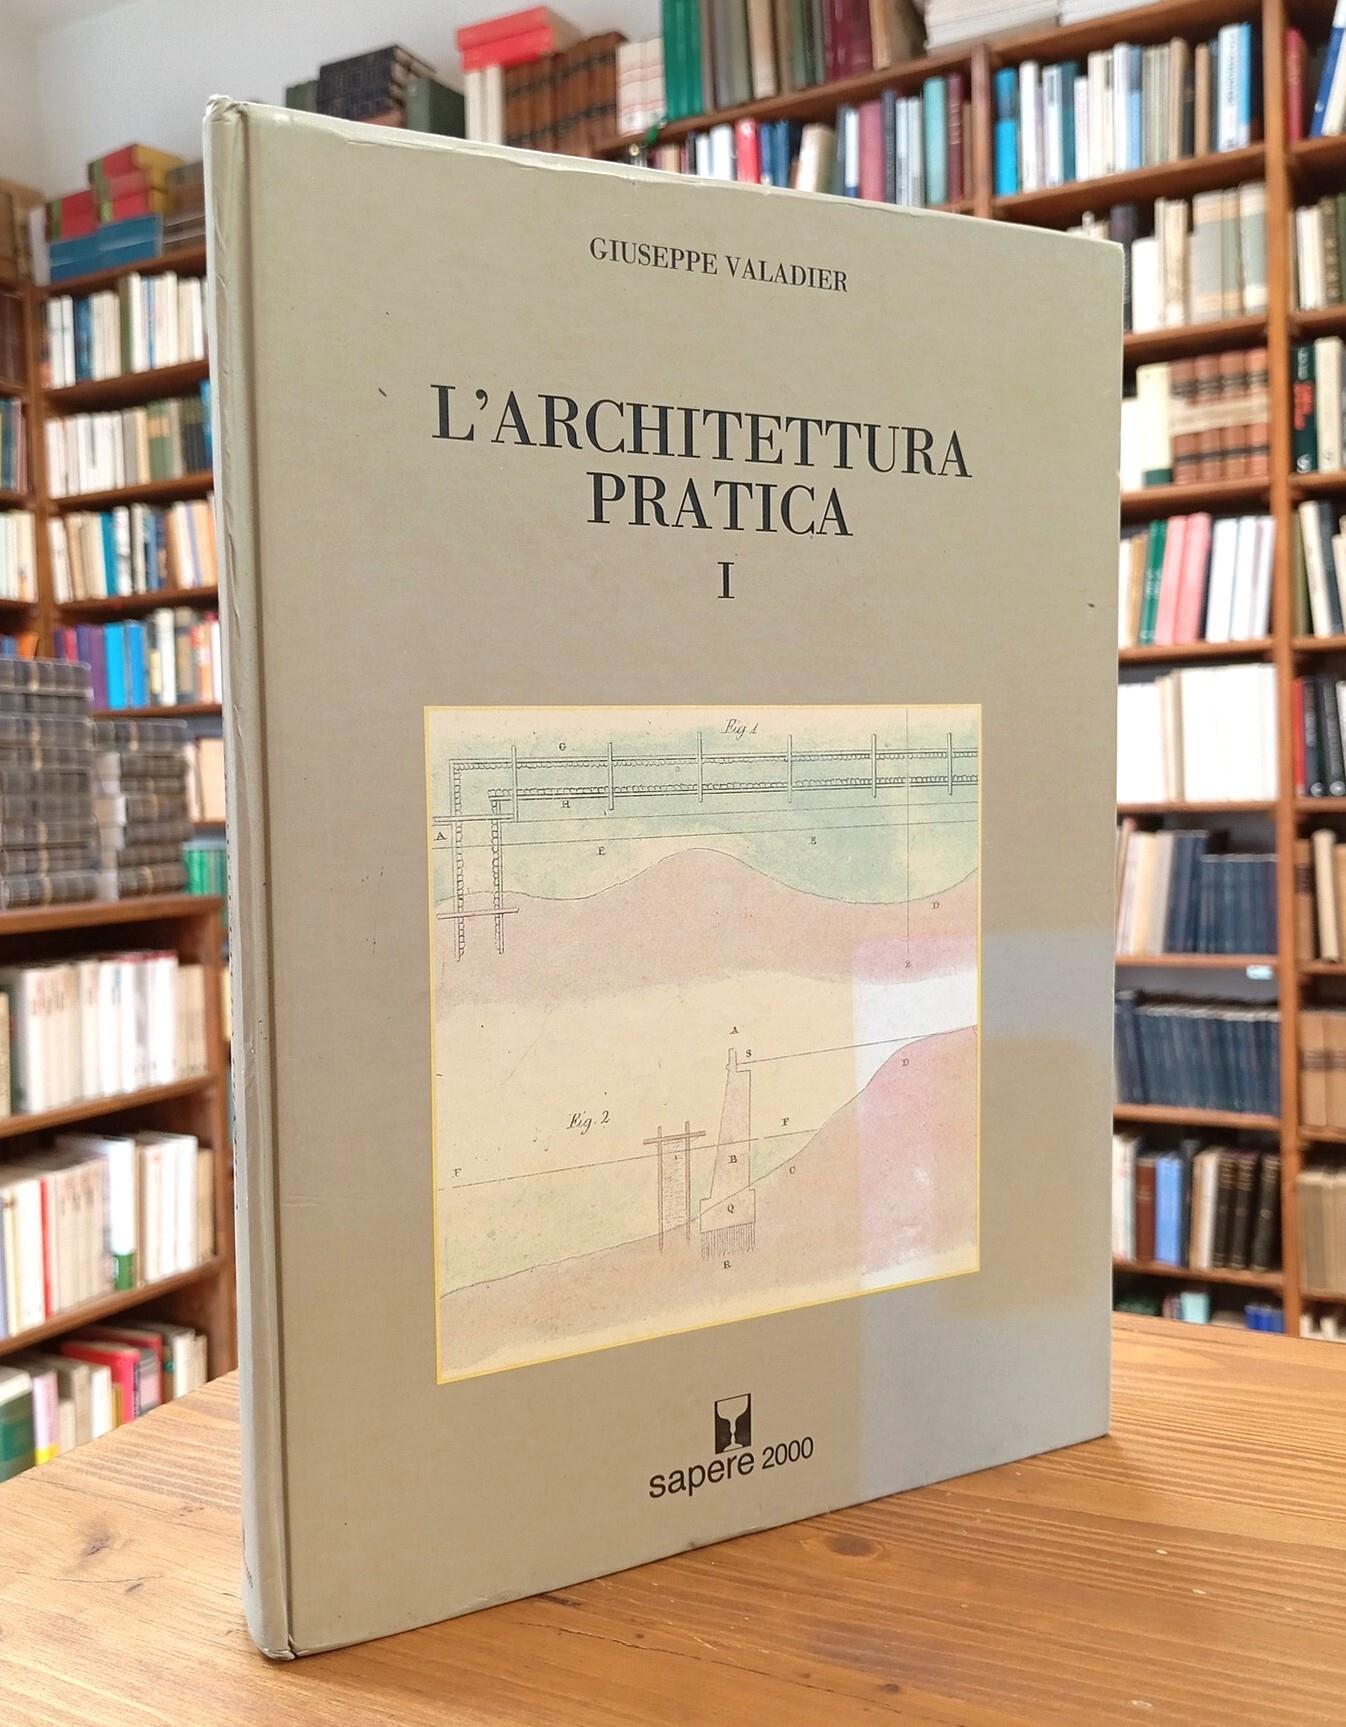 GIUSEPPE VALADIER
L'ARCHITETTURA
PRATICA
I
Fig 1
G
H
A
E
E
D
Z
A
S
D
Fig. 2
F
F
B
C
Q
R
sapere 2000